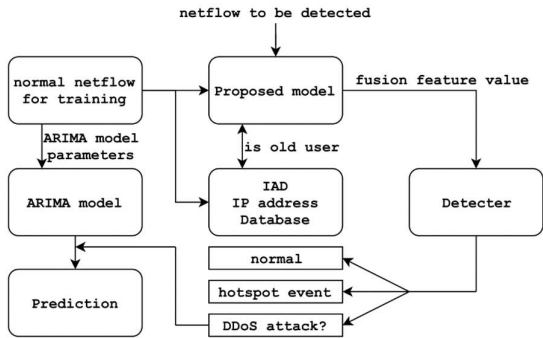 netflow to be detected
normal netflow
for training
Proposed model
fusion feature value
ARIMA model
parameters
is old user
ARIMA model
IAD
IP address
Database
Detecter
normal
hotspot event
Prediction
DDoS attack?